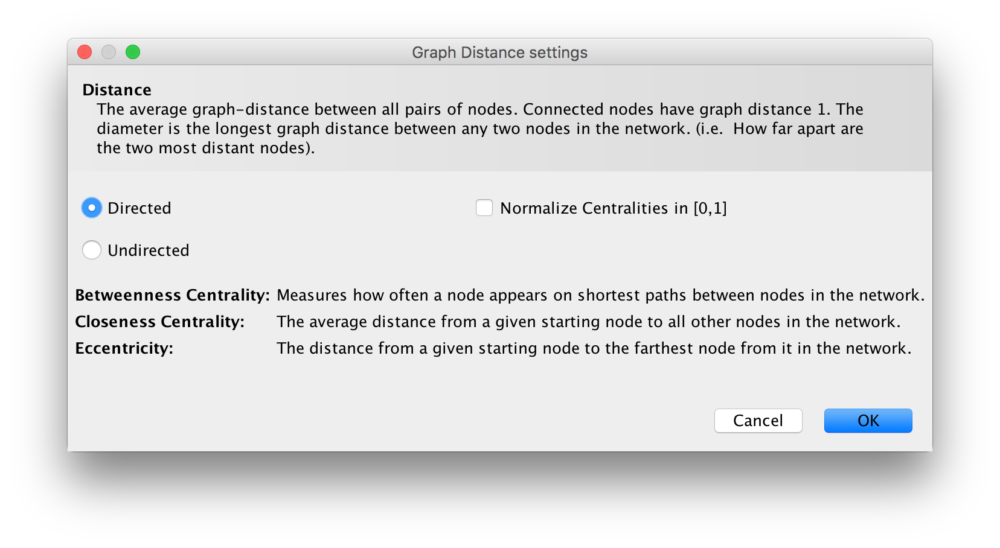 Graph Distance settings
Distance
The average graph-distance between all pairs of nodes. Connected nodes have graph distance 1. The
diameter is the longest graph distance between any two nodes in the network. (i.e.  How far apart are
the two most distant nodes).
Directed
Normalize Centralities in [0,1]
Undirected
Betweenness Centrality: Measures how often a node appears on shortest paths between nodes in the network.
Closeness Centrality: The average distance from a given starting node to all other nodes in the network.
Eccentricity: The distance from a given starting node to the farthest node from it in the network.
Cancel
OK